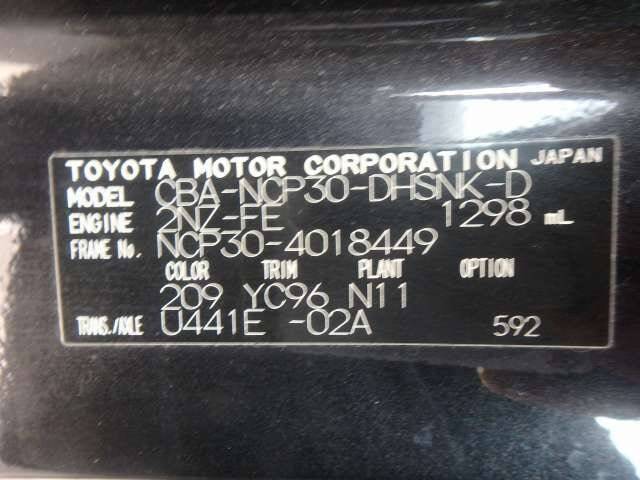 TOYOTA MOTOR CORPORATION JAPAN
MODEL CBA-NCP30-DHSNK-D
ENGINE 2NZ-FE 1298 mL
FRAME No. NCP30-4018449
COLOR TRIM PLANT OPTION
209 YC96 N11
TRANS./AXLE U441E -02A 592